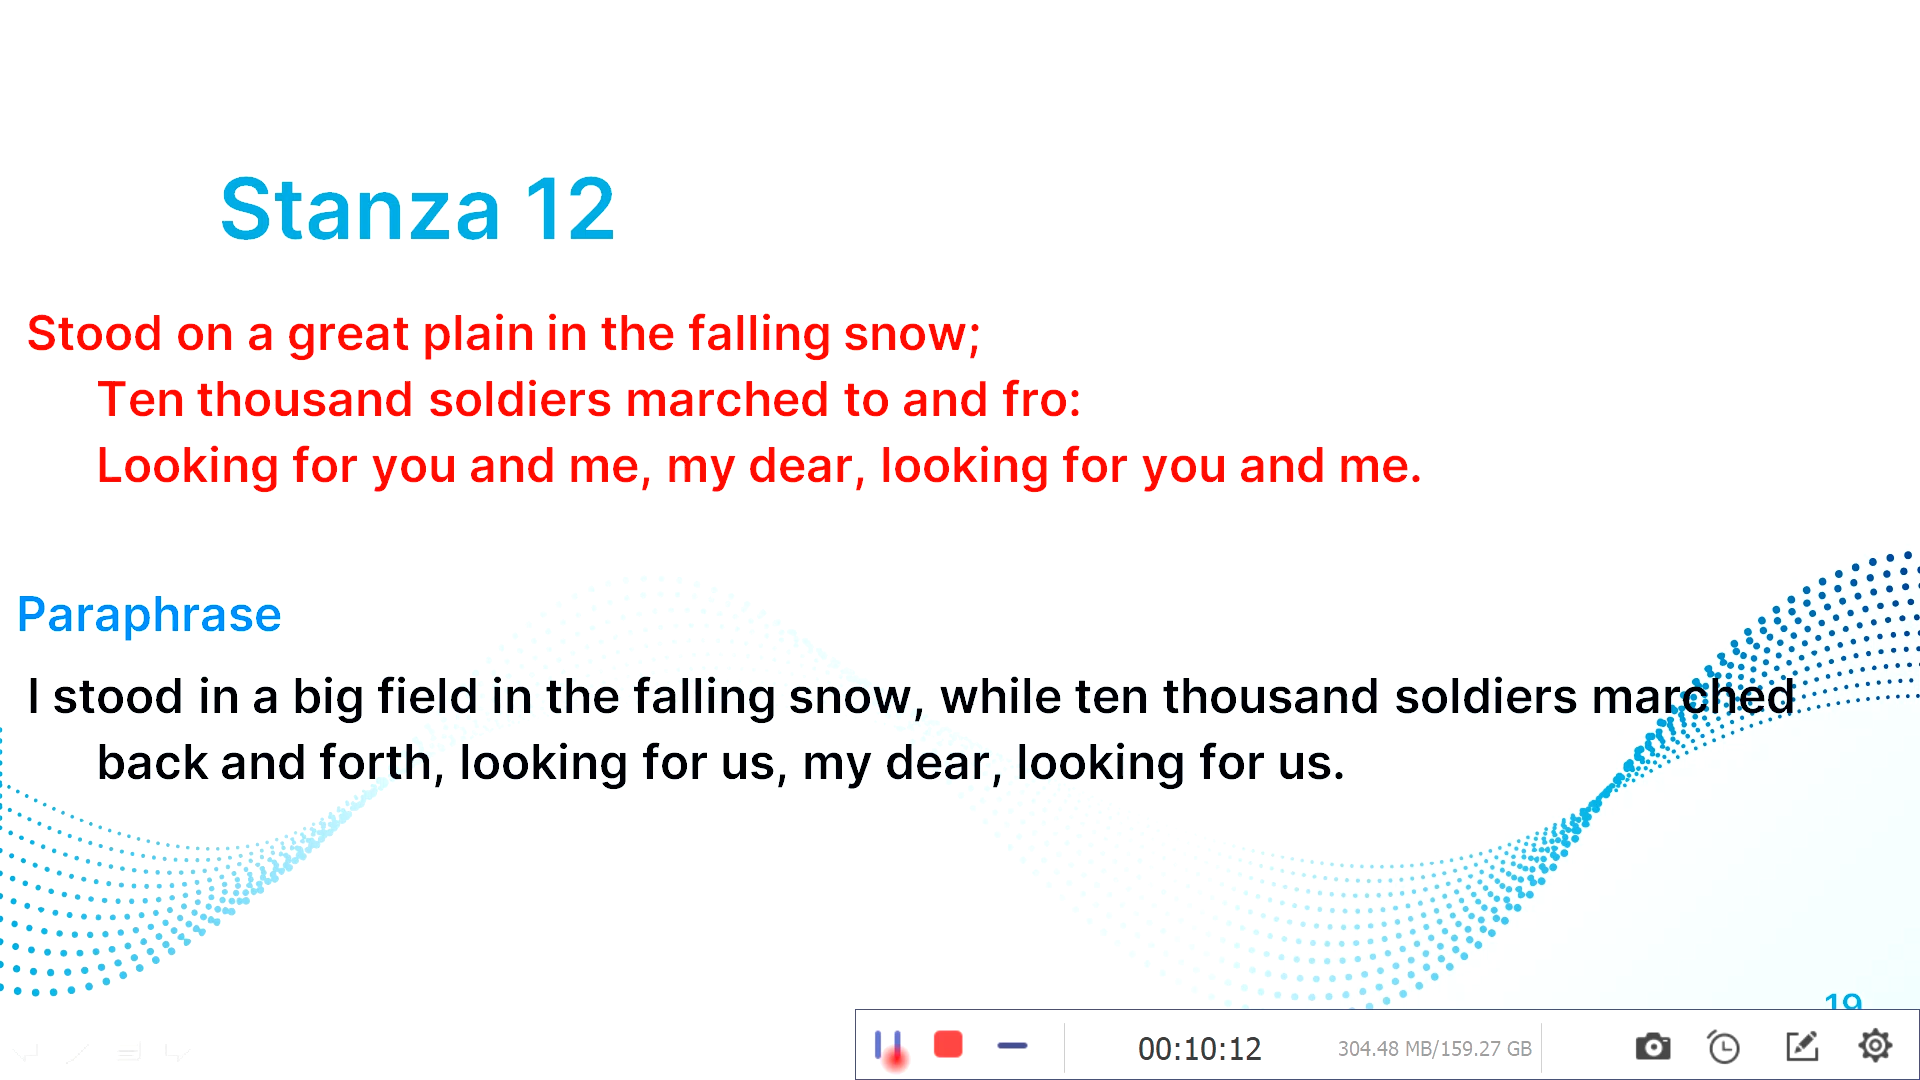 Stanza 12
Stood on a great plain in the falling snow;
Ten thousand soldiers marched to and fro:
Looking for you and me, my dear, looking for you and me.
Paraphrase
I stood in a big field in the falling snow, while ten thousand soldiers marched
back and forth, looking for us, my dear, looking for us.
19
00:10:12
304.48 MB/159.27 GB